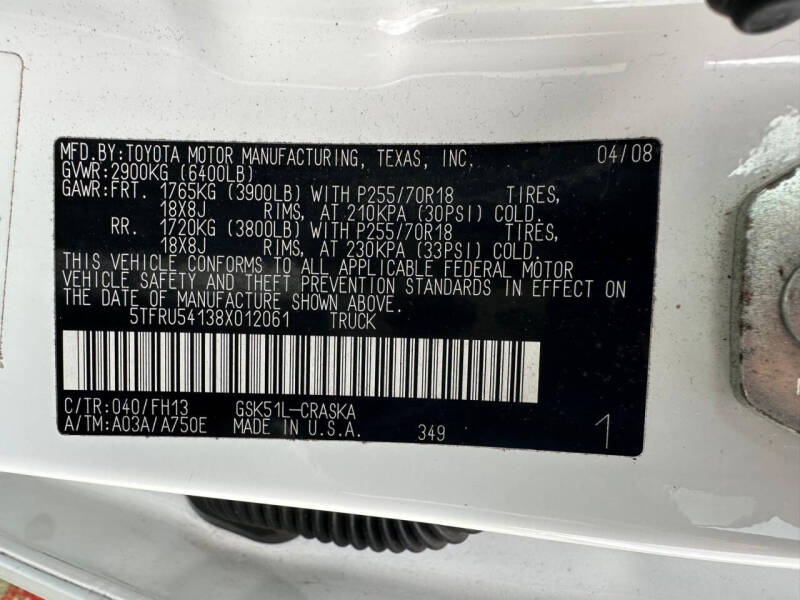 MFD.BY:TOYOTA MOTOR MANUFACTURING, TEXAS, INC. 04/08
GVWR:2900KG (6400LB)
GAWR:FRT. 1765KG (3900LB) WITH P255/70R18 TIRES,
18X8J RIMS, AT 210KPA (30PSI) COLD.
RR. 1720KG (3800LB) WITH P255/70R18 TIRES,
18X8J RIMS, AT 230KPA (33PSI) COLD.
THIS VEHICLE CONFORMS TO ALL APPLICABLE FEDERAL MOTOR
VEHICLE SAFETY AND THEFT PREVENTION STANDARDS IN EFFECT ON
THE DATE OF MANUFACTURE SHOWN ABOVE.
5TFRU54138X012061 TRUCK
C/TR:040/FH13 GSK51L-CRASKA
A/TM:A03A/A750E MADE IN U.S.A. 349 1